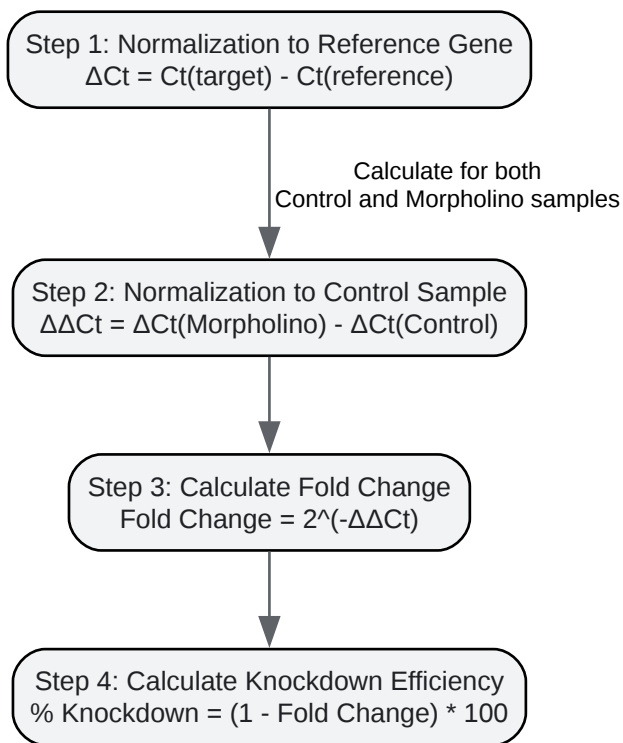 Step 1: Normalization to Reference Gene
ΔCt = Ct(target) - Ct(reference)
Calculate for both
Control and Morpholino samples
Step 2: Normalization to Control Sample
ΔΔCt = ΔCt(Morpholino) - ΔCt(Control)
Step 3: Calculate Fold Change
Fold Change = 2^(-ΔΔCt)
Step 4: Calculate Knockdown Efficiency
% Knockdown = (1 - Fold Change) * 100